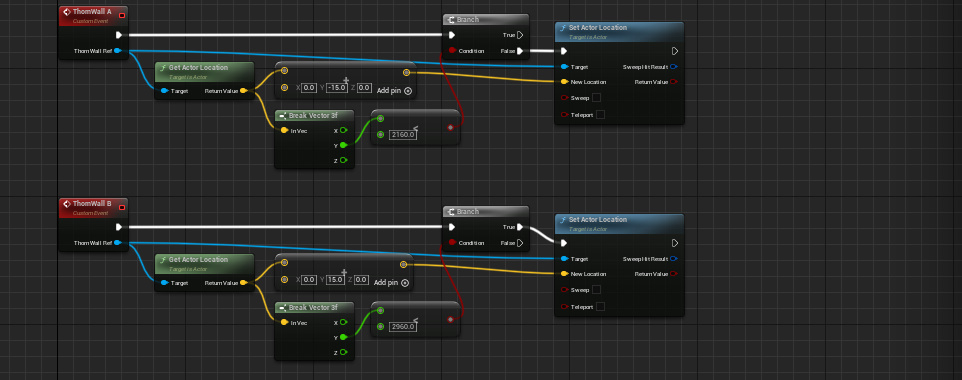 ThornWall A
Custom Event
ThornWall Ref
Get Actor Location
Target is Actor
Target
Return Value
+
X 0.0 Y -15.0 Z 0.0
Add pin
Break Vector 3f
In Vec
X
Y
Z
<
2160.0
Branch
True
Condition
False
Set Actor Location
Target is Actor
Target
Sweep Hit Result
New Location
Return Value
Sweep
Teleport
ThornWall B
Custom Event
ThornWall Ref
Get Actor Location
Target is Actor
Target
Return Value
+
X 0.0 Y 15.0 Z 0.0
Add pin
Break Vector 3f
In Vec
X
Y
Z
<
2960.0
Branch
True
Condition
False
Set Actor Location
Target is Actor
Target
Sweep Hit Result
New Location
Return Value
Sweep
Teleport